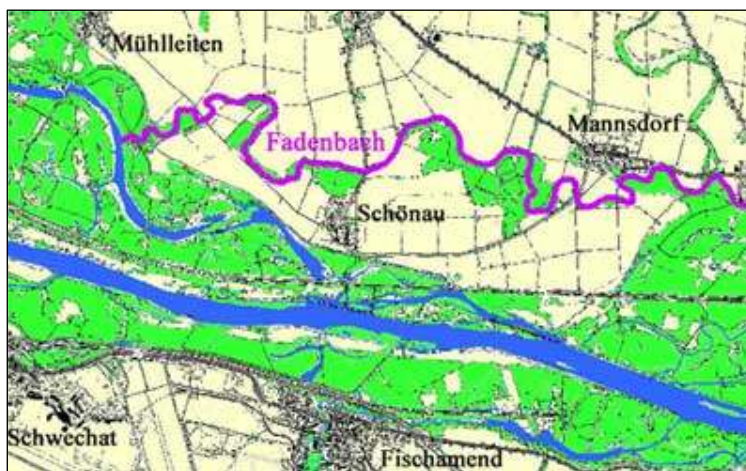 Mühlleiten
Mannsdorf
Fadenbach
Schönau
Schwechat
Fischamend